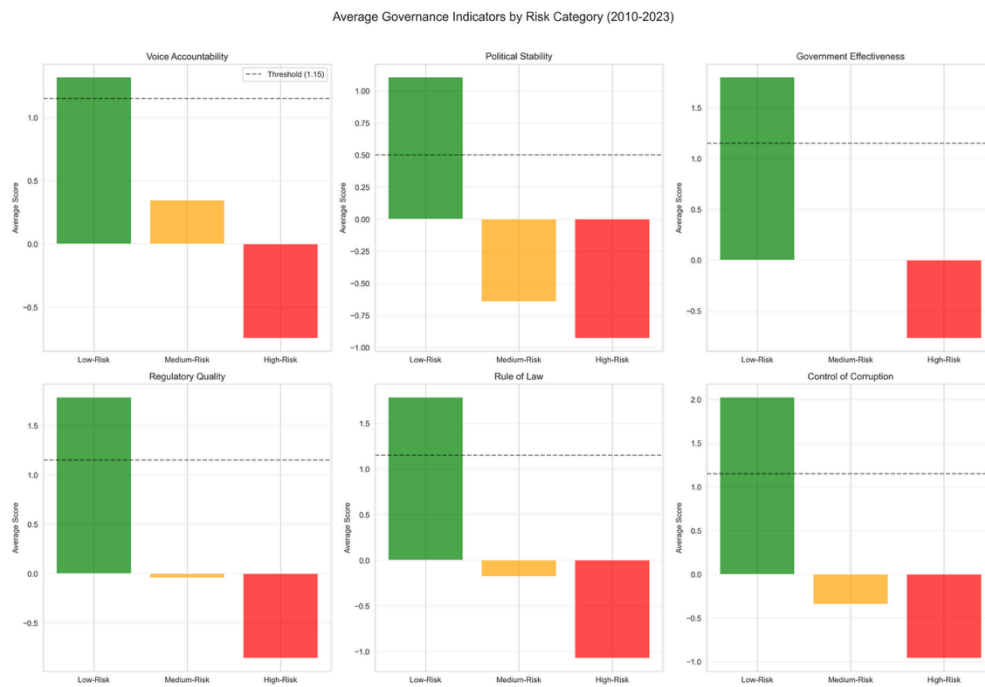 Average Governance Indicators by Risk Category (2010-2023)
Voice Accountability
Threshold (1.15)
1.0
0.5
0.0
−0.5
Average Score
Low-Risk
Medium-Risk
High-Risk
Political Stability
1.00
0.75
0.50
0.25
0.00
−0.25
−0.50
−0.75
−1.00
Average Score
Low-Risk
Medium-Risk
High-Risk
Government Effectiveness
1.5
1.0
0.5
0.0
−0.5
Average Score
Low-Risk
Medium-Risk
High-Risk
Regulatory Quality
1.5
1.0
0.5
0.0
−0.5
Average Score
Low-Risk
Medium-Risk
High-Risk
Rule of Law
1.5
1.0
0.5
0.0
−0.5
−1.0
Average Score
Low-Risk
Medium-Risk
High-Risk
Control of Corruption
2.0
1.5
1.0
0.5
0.0
−0.5
−1.0
Average Score
Low-Risk
Medium-Risk
High-Risk